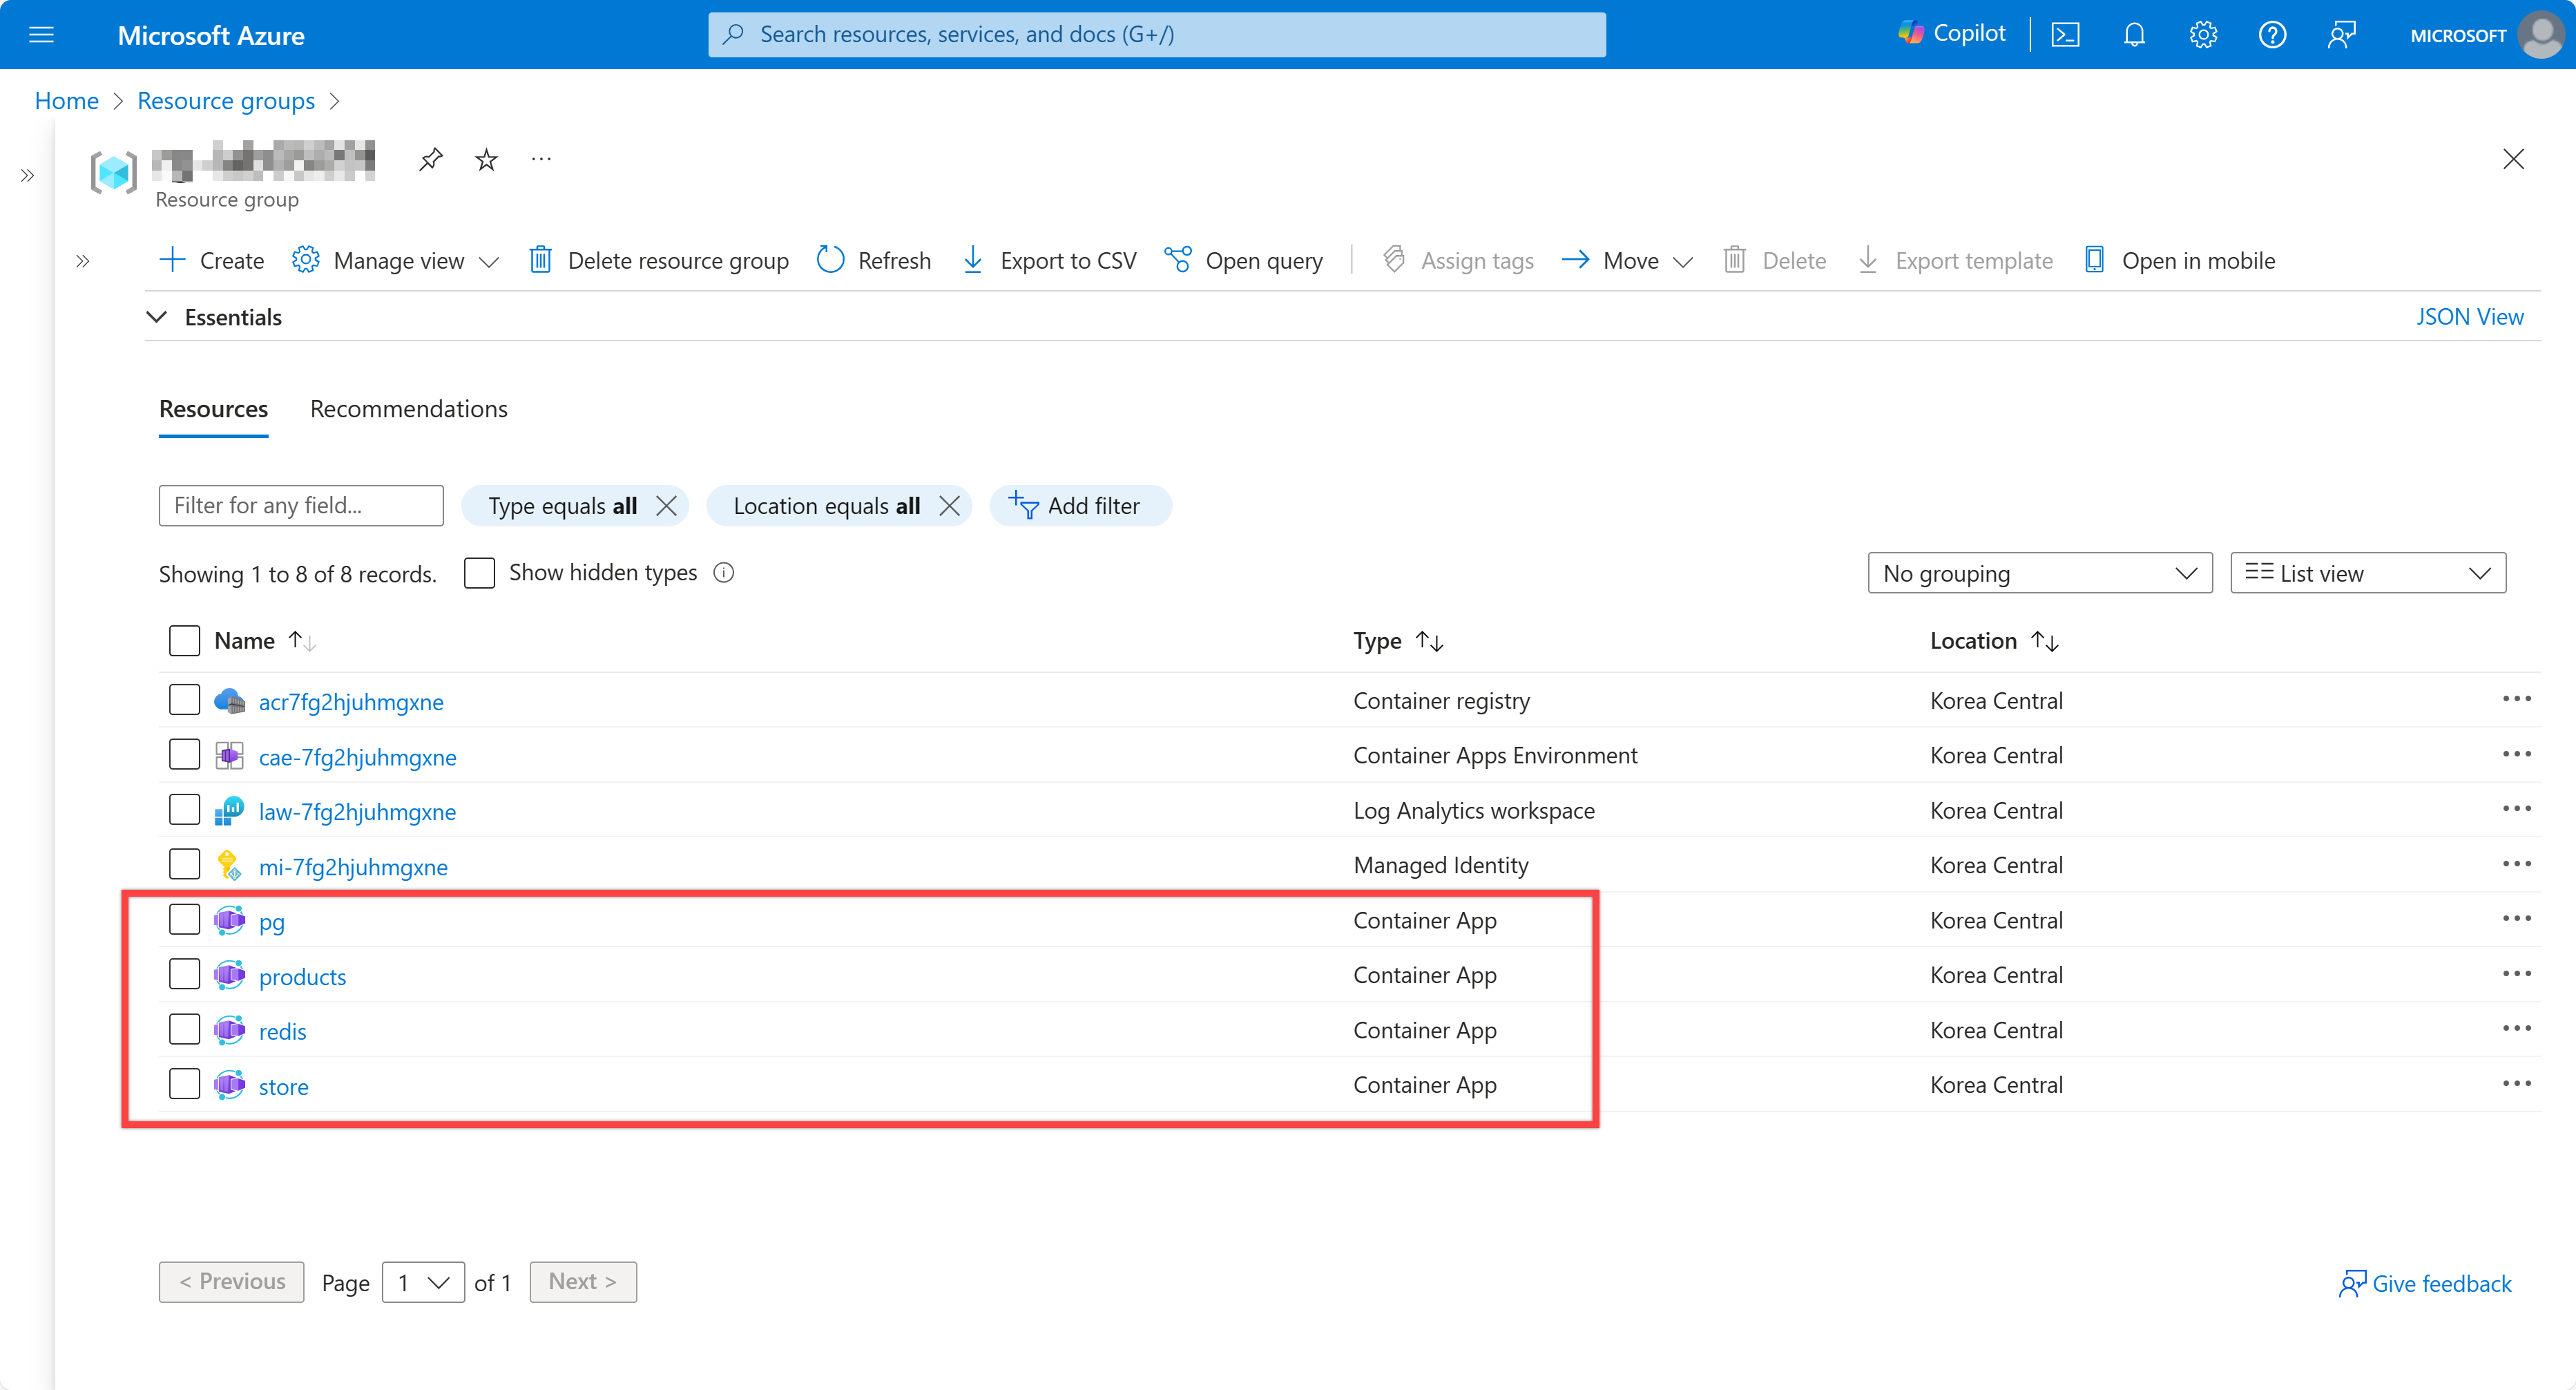 Microsoft Azure
Search resources, services, and docs (G+/)
Copilot
MICROSOFT
Home > Resource groups >
Resource group
Create
Manage view
Delete resource group
Refresh
Export to CSV
Open query
Assign tags
Move
Delete
Export template
Open in mobile
Essentials
JSON View
Resources
Recommendations
Filter for any field...
Type equals all
Location equals all
Add filter
Showing 1 to 8 of 8 records.
Show hidden types
No grouping
List view
Name Type Location
acr7fg2hjuhmgxne Container registry Korea Central
cae-7fg2hjuhmgxne Container Apps Environment Korea Central
law-7fg2hjuhmgxne Log Analytics workspace Korea Central
mi-7fg2hjuhmgxne Managed Identity Korea Central
pg Container App Korea Central
products Container App Korea Central
redis Container App Korea Central
store Container App Korea Central
< Previous Page 1 of 1 Next >
Give feedback